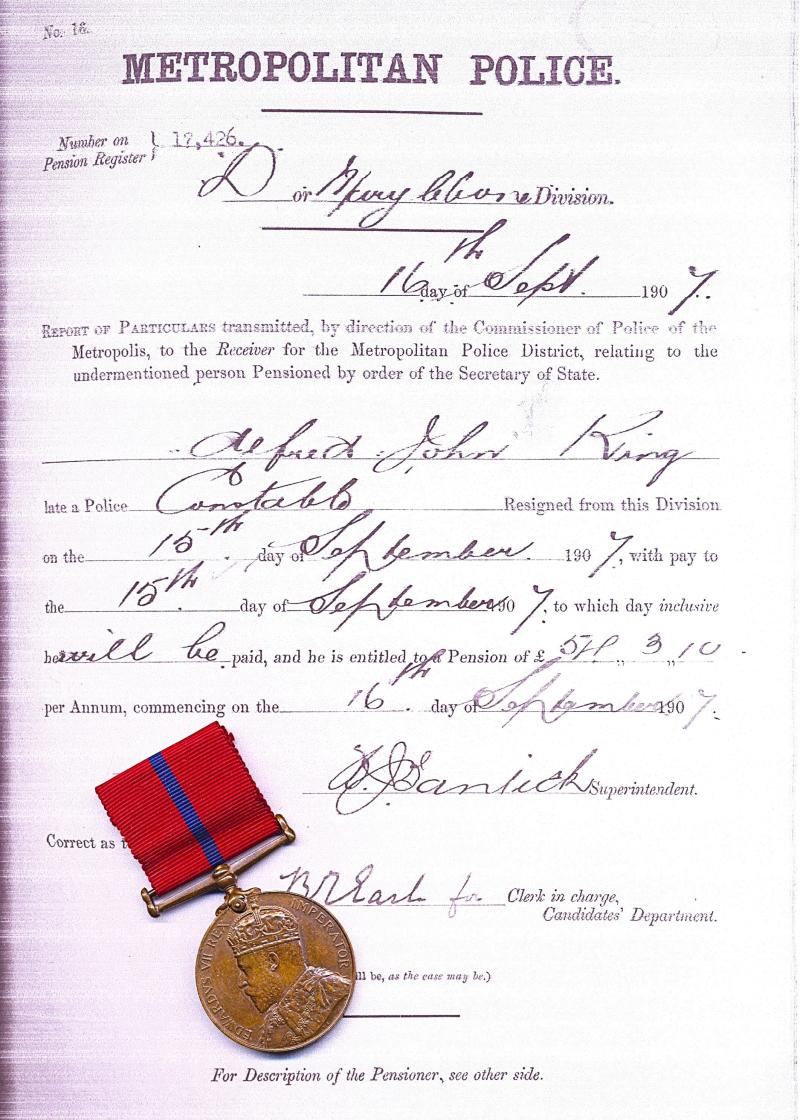 No. 18.
METROPOLITAN POLICE.
Number on
Pension Register } 17,426.
D or Marylebone Division.
16th day of Sept. 1907.
REPORT OF PARTICULARS transmitted, by direction of the Commissioner of Police of the
Metropolis, to the Receiver for the Metropolitan Police District, relating to the
undermentioned person Pensioned by order of the Secretary of State.
Alfred John King
late a Police Constable Resigned from this Division
on the 15th day of September 1907, with pay to
the 15th day of September 1907, to which day inclusive
he will be paid, and he is entitled to a Pension of £ 54 " 3 " 10
per Annum, commencing on the 16th day of September 1907.
Superintendent.
Correct as t
for Clerk in charge,
Candidates' Department.
ll be, as the case may be.)
EDWARDVS VII REX IMPERATOR
For Description of the Pensioner, see other side.